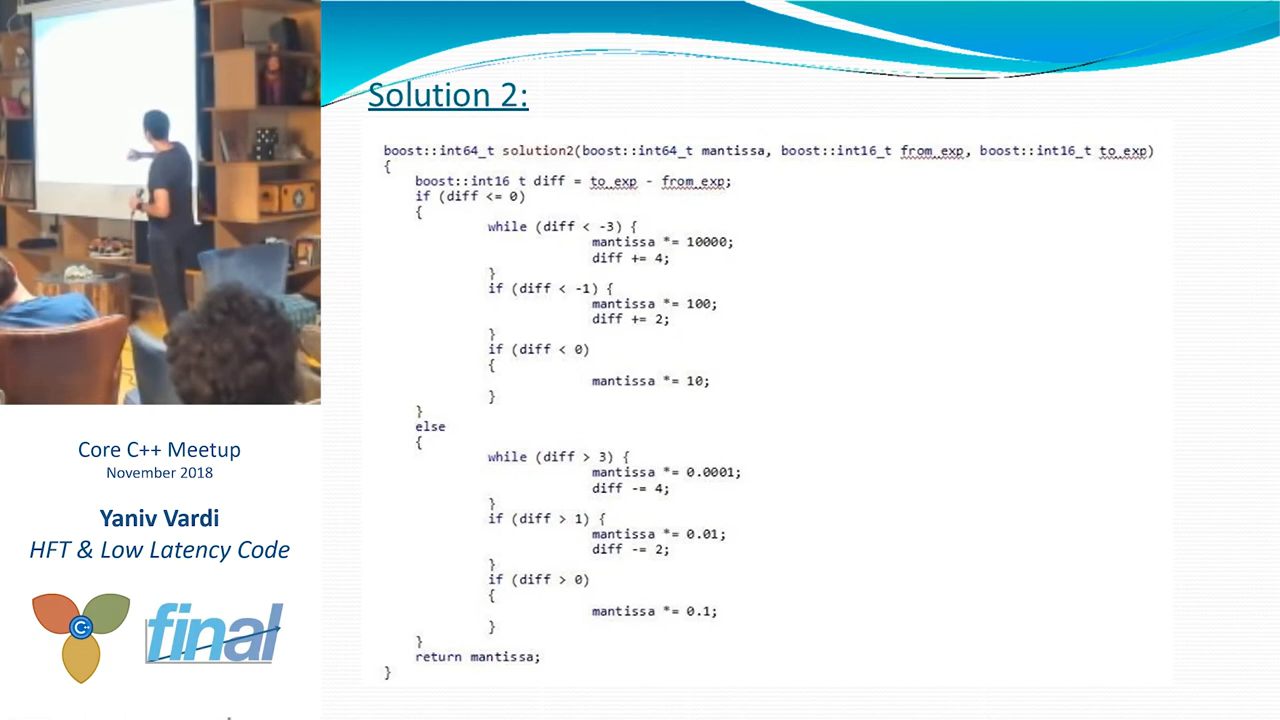 Solution 2:
boost::int64_t solution2(boost::int64_t mantissa, boost::int16_t from_exp, boost::int16_t to_exp)
{
boost::int16 t diff = to_exp - from_exp;
if (diff <= 0)
{
while (diff < -3) {
mantissa *= 10000;
diff += 4;
}
if (diff < -1) {
mantissa *= 100;
diff += 2;
}
if (diff < 0)
{
mantissa *= 10;
}
}
else
{
while (diff > 3) {
mantissa *= 0.0001;
diff -= 4;
}
if (diff > 1) {
mantissa *= 0.01;
diff -= 2;
}
if (diff > 0)
{
mantissa *= 0.1;
}
}
return mantissa;
}
Core C++ Meetup
November 2018
Yaniv Vardi
HFT & Low Latency Code
C++
final